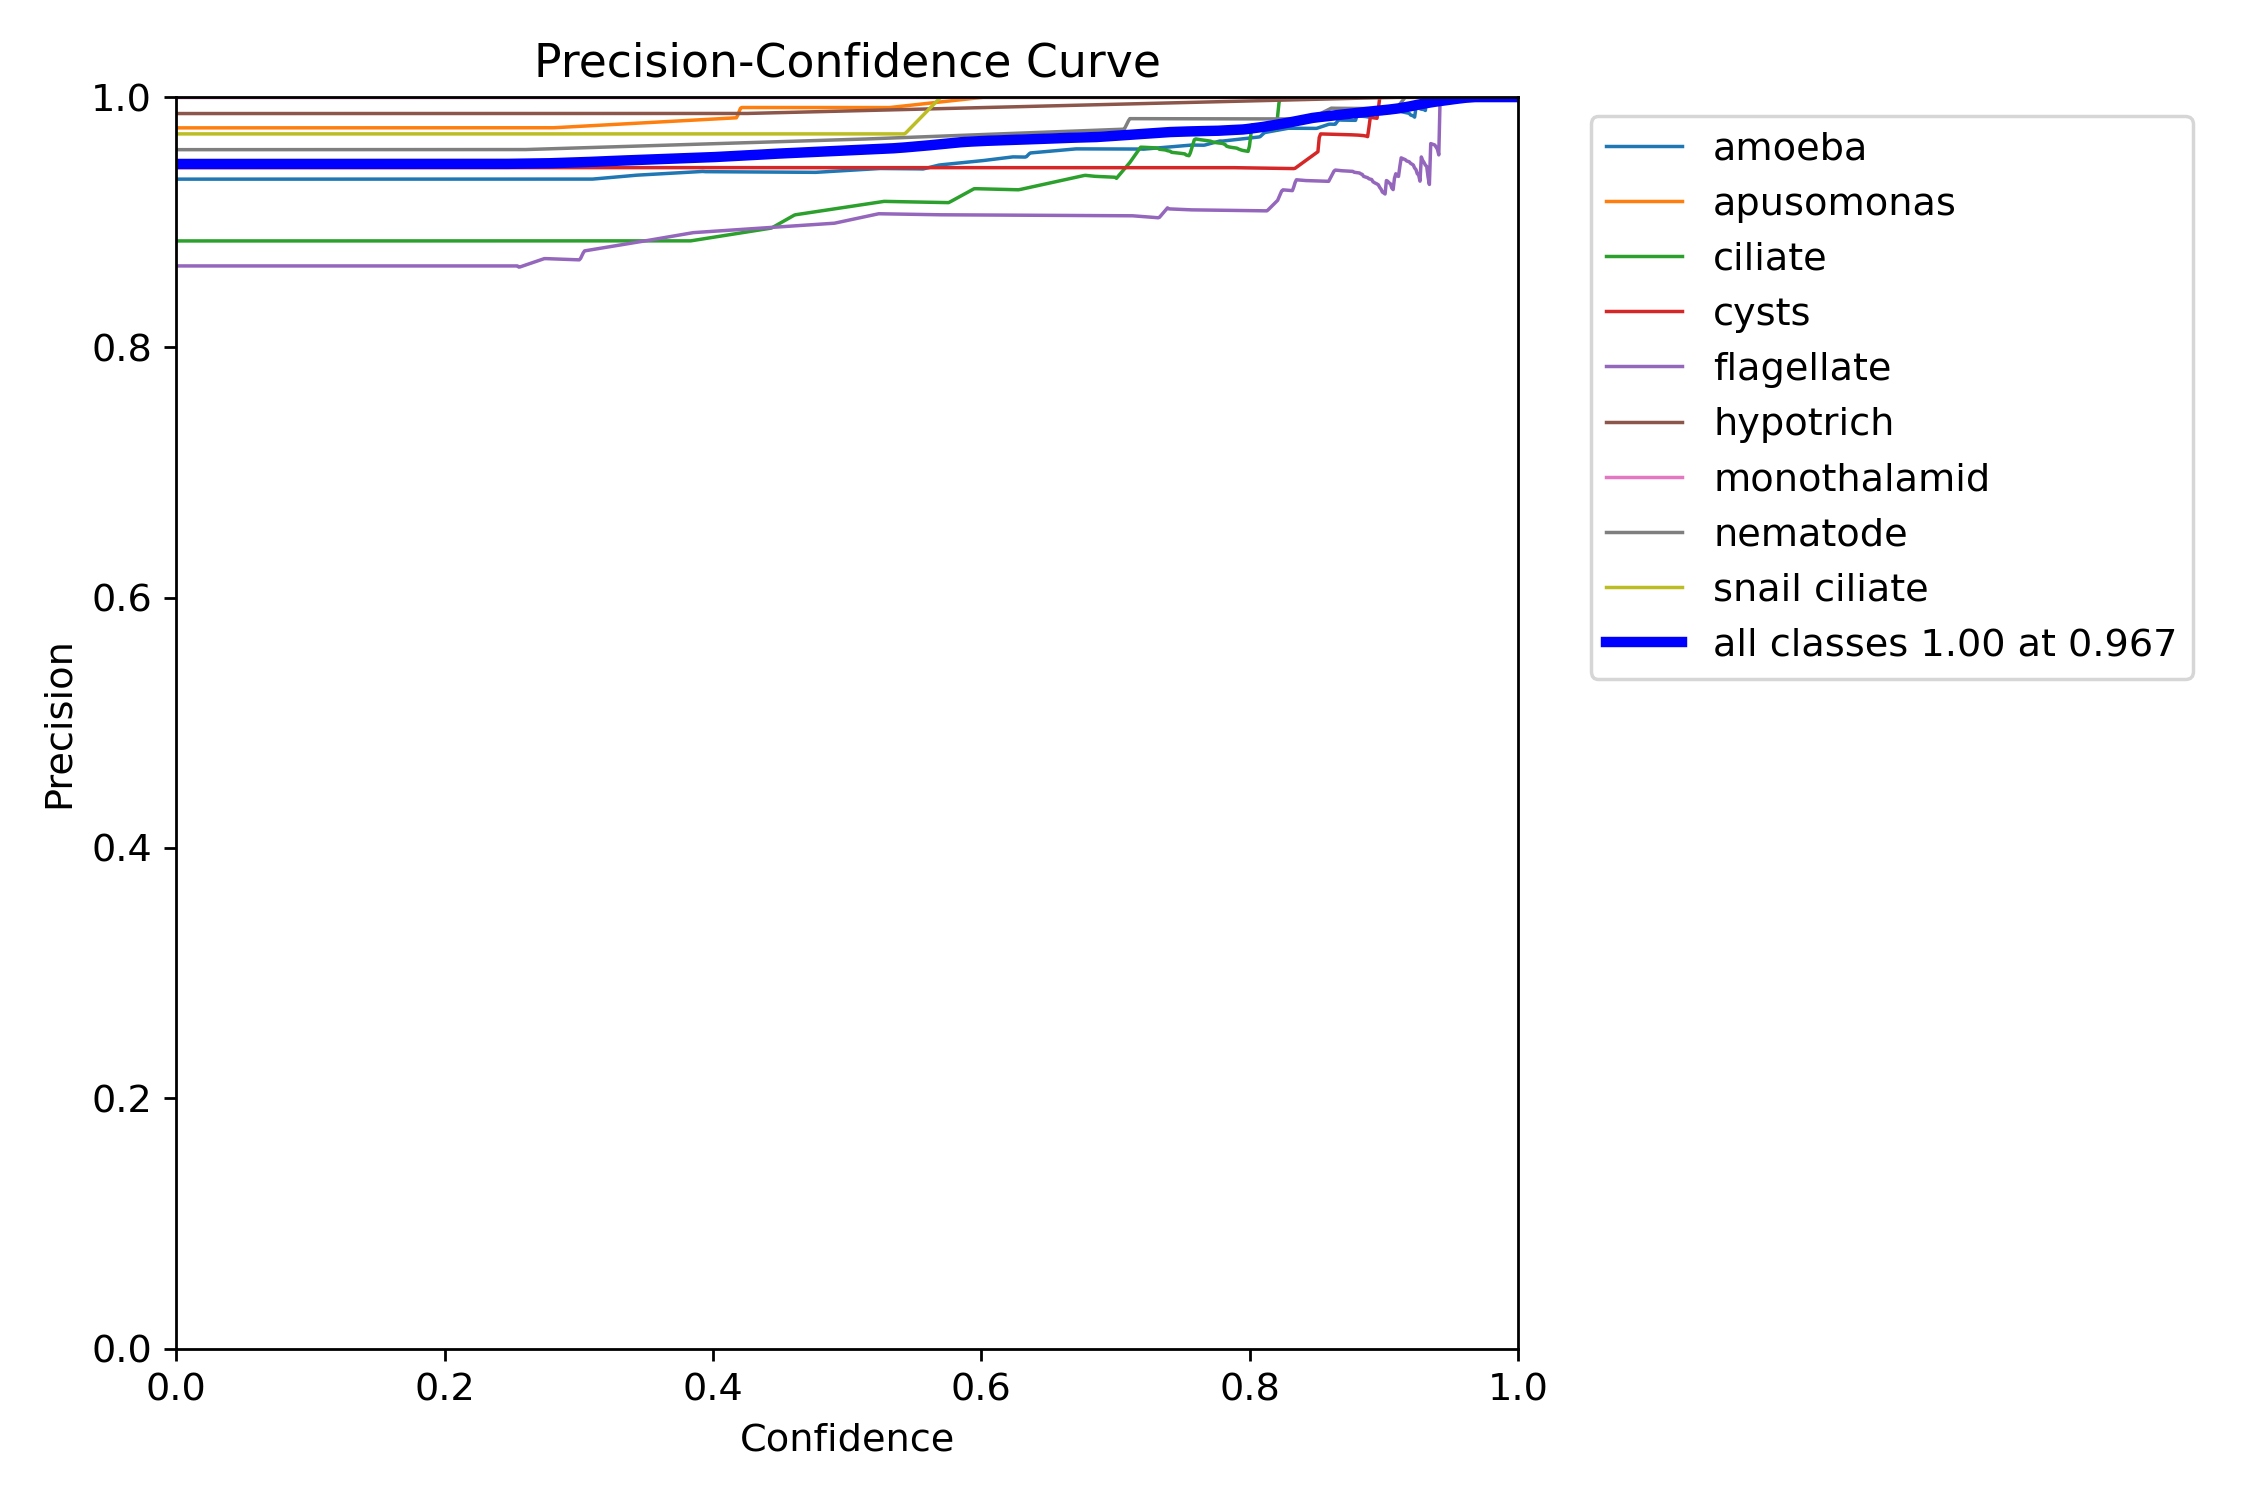 Precision-Confidence Curve
1.0
0.8
0.6
0.4
0.2
0.0
Precision
0.0 0.2 0.4 0.6 0.8 1.0
Confidence
amoeba
apusomonas
ciliate
cysts
flagellate
hypotrich
monothalamid
nematode
snail ciliate
all classes 1.00 at 0.967